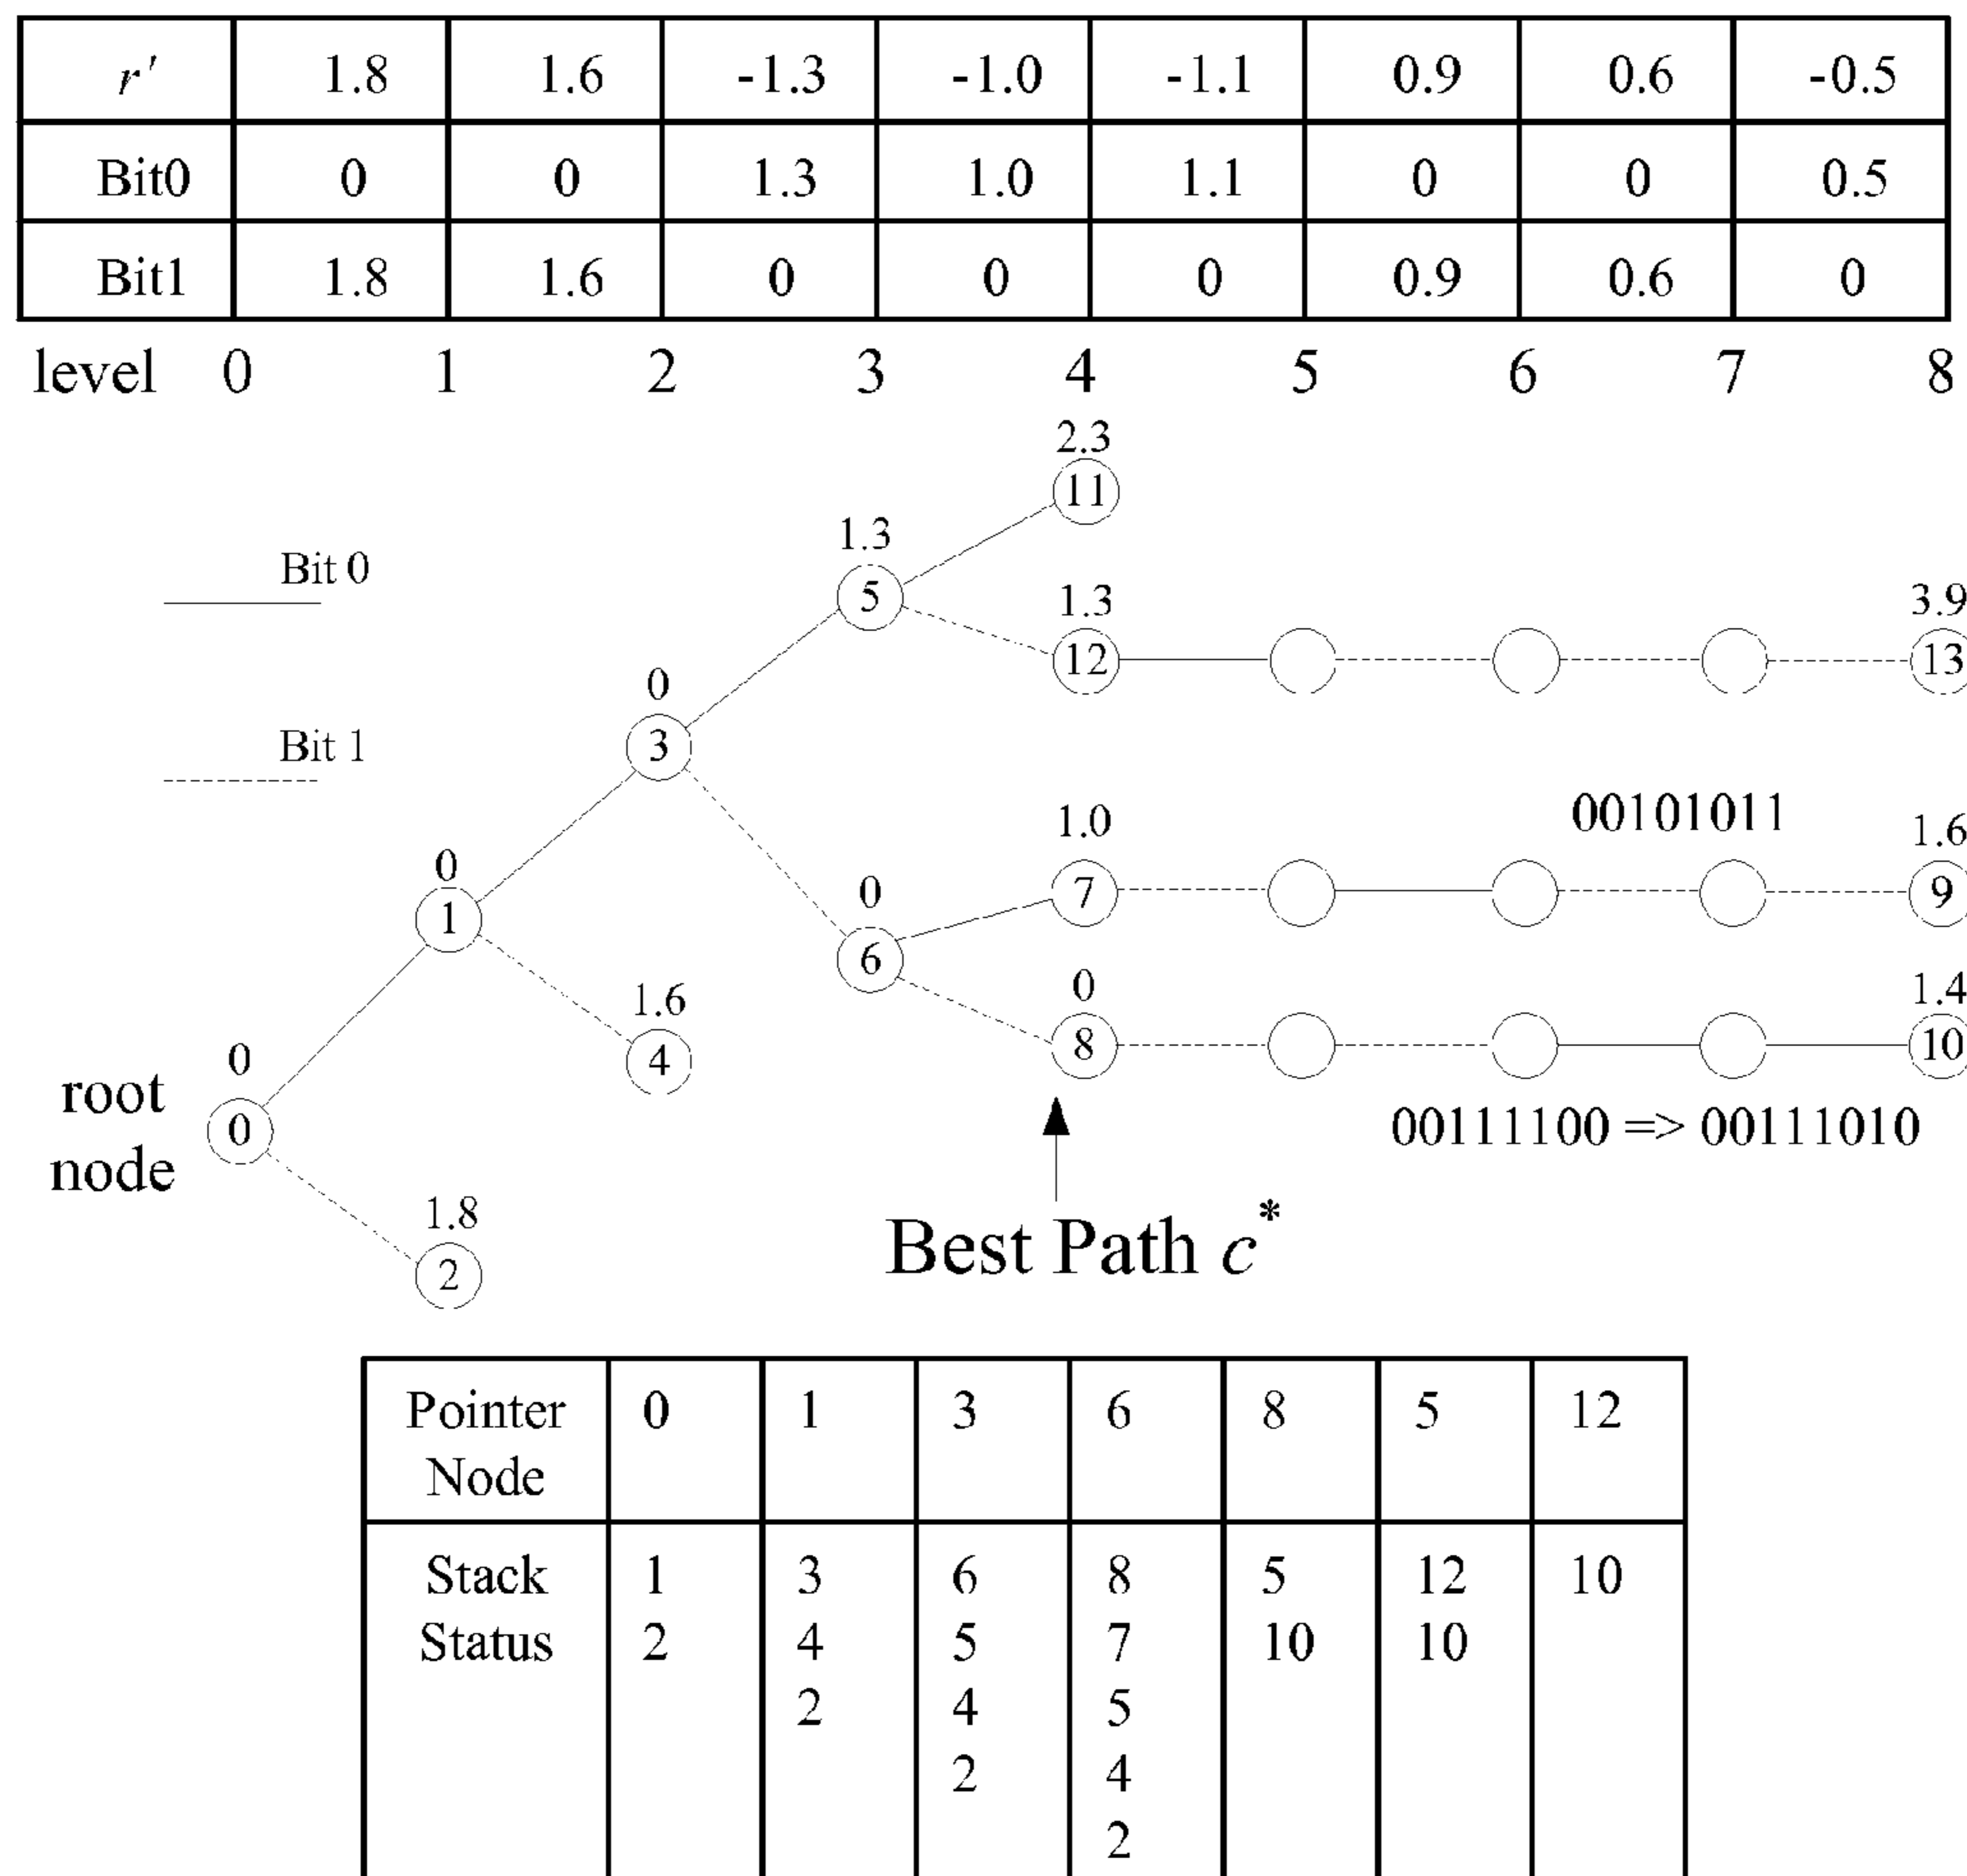 r' 1.8 1.6 -1.3 -1.0 -1.1 0.9 0.6 -0.5
Bit0 0 0 1.3 1.0 1.1 0 0 0.5
Bit1 1.8 1.6 0 0 0 0.9 0.6 0
level 0 1 2 3 4 5 6 7 8
2.3
11
1.3
5
Bit 0
1.3
12
3.9
13
0
3
Bit 1
00101011
1.0
7
1.6
9
0
1
0
6
1.6
4
0
8
1.4
10
0
0
root
node
00111100 => 00111010
1.8
2
Best Path c*
Pointer Node 0 1 3 6 8 5 12
Stack 1 3 6 8 5 12 10
Status 2 4 5 7 10 10
2 4 5
2 4
2